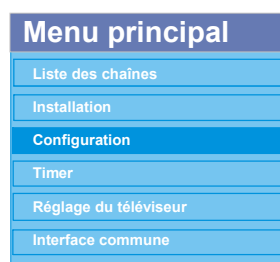 Menu principal
Liste des chaînes
Installation
Configuration
Timer
Réglage du téléviseur
Interface commune